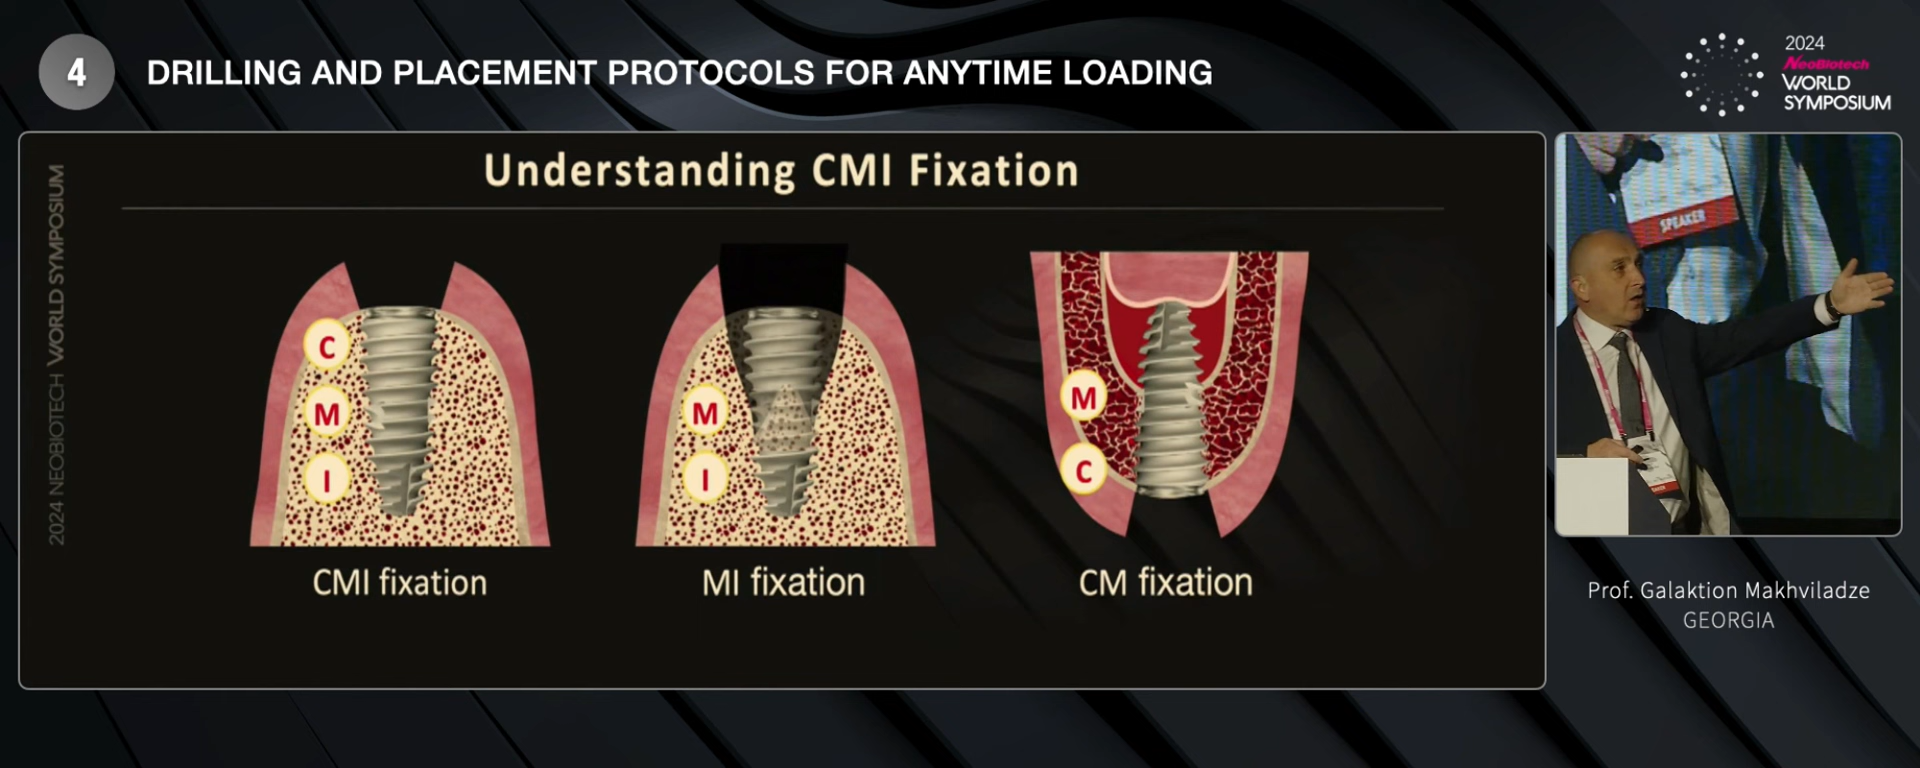 4
DRILLING AND PLACEMENT PROTOCOLS FOR ANYTIME LOADING
2024
NeoBiotech
WORLD
SYMPOSIUM
2024 NEOBIOTECH WORLD SYMPOSIUM
Understanding CMI Fixation
C
M
I
CMI fixation
M
I
MI fixation
M
C
CM fixation
SPEAKER
Prof. Galaktion Makhviladze
GEORGIA